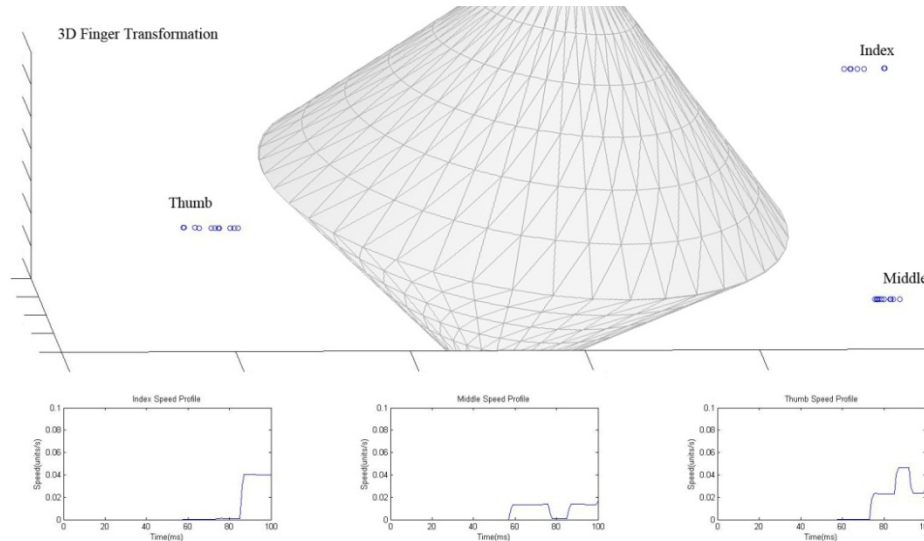 3D Finger Transformation
Index
Thumb
Middle
Index Speed Profile
Speed(units/s)
0.1
0.08
0.06
0.04
0.02
0
0 20 40 60 80 100
Time(ms)
Middle Speed Profile
Speed(units/s)
0.1
0.08
0.06
0.04
0.02
0
0 20 40 60 80 100
Time(ms)
Thumb Speed Profile
Speed(units/s)
0.1
0.08
0.06
0.04
0.02
0
0 20 40 60 80 100
Time(ms)